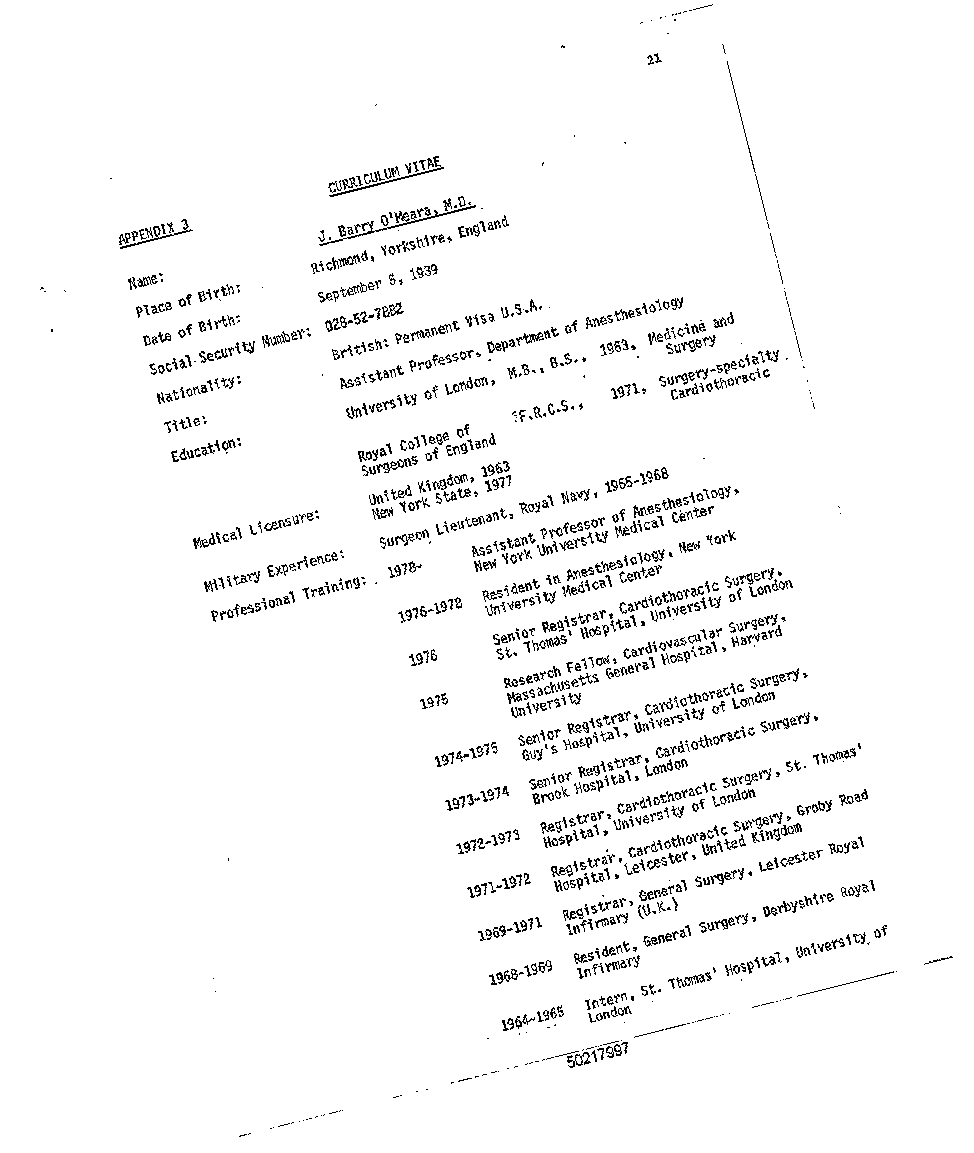 21
CURRICULUM VITAE
APPENDIX 3
Name: J. Barry O'Meara, M.D.
Place of Birth: Richmond, Yorkshire, England
Date of Birth: September 8, 1939
Social Security Number: 028-52-7882
Nationality: British: Permanent Visa U.S.A.
Title: Assistant Professor, Department of Anesthesiology
Education: University of London, M.B., B.S., 1963, Medicine and
Surgery
Royal College of F.R.C.S., 1971, Surgery-specialty
Surgeons of England Cardiothoracic
Medical Licensure: United Kingdom, 1963
New York State, 1977
Military Experience: Surgeon Lieutenant, Royal Navy, 1966-1968
Professional Training: 1978- Assistant Professor of Anesthesiology,
New York University Medical Center
1976-1978 Resident in Anesthesiology, New York
University Medical Center
1976 Senior Registrar, Cardiothoracic Surgery,
St. Thomas' Hospital, University of London
1975 Research Fellow, Cardiovascular Surgery,
Massachusetts General Hospital, Harvard
University
1974-1975 Senior Registrar, Cardiothoracic Surgery,
Guy's Hospital, University of London
1973-1974 Senior Registrar, Cardiothoracic Surgery,
Brook Hospital, London
1972-1973 Registrar, Cardiothoracic Surgery, St. Thomas'
Hospital, University of London
1971-1972 Registrar, Cardiothoracic Surgery, Groby Road
Hospital, Leicester, United Kingdom
1969-1971 Registrar, General Surgery, Leicester Royal
Infirmary (U.K.)
1968-1969 Resident, General Surgery, Derbyshire Royal
Infirmary
1964-1965 Intern, St. Thomas' Hospital, University of
London
50217997